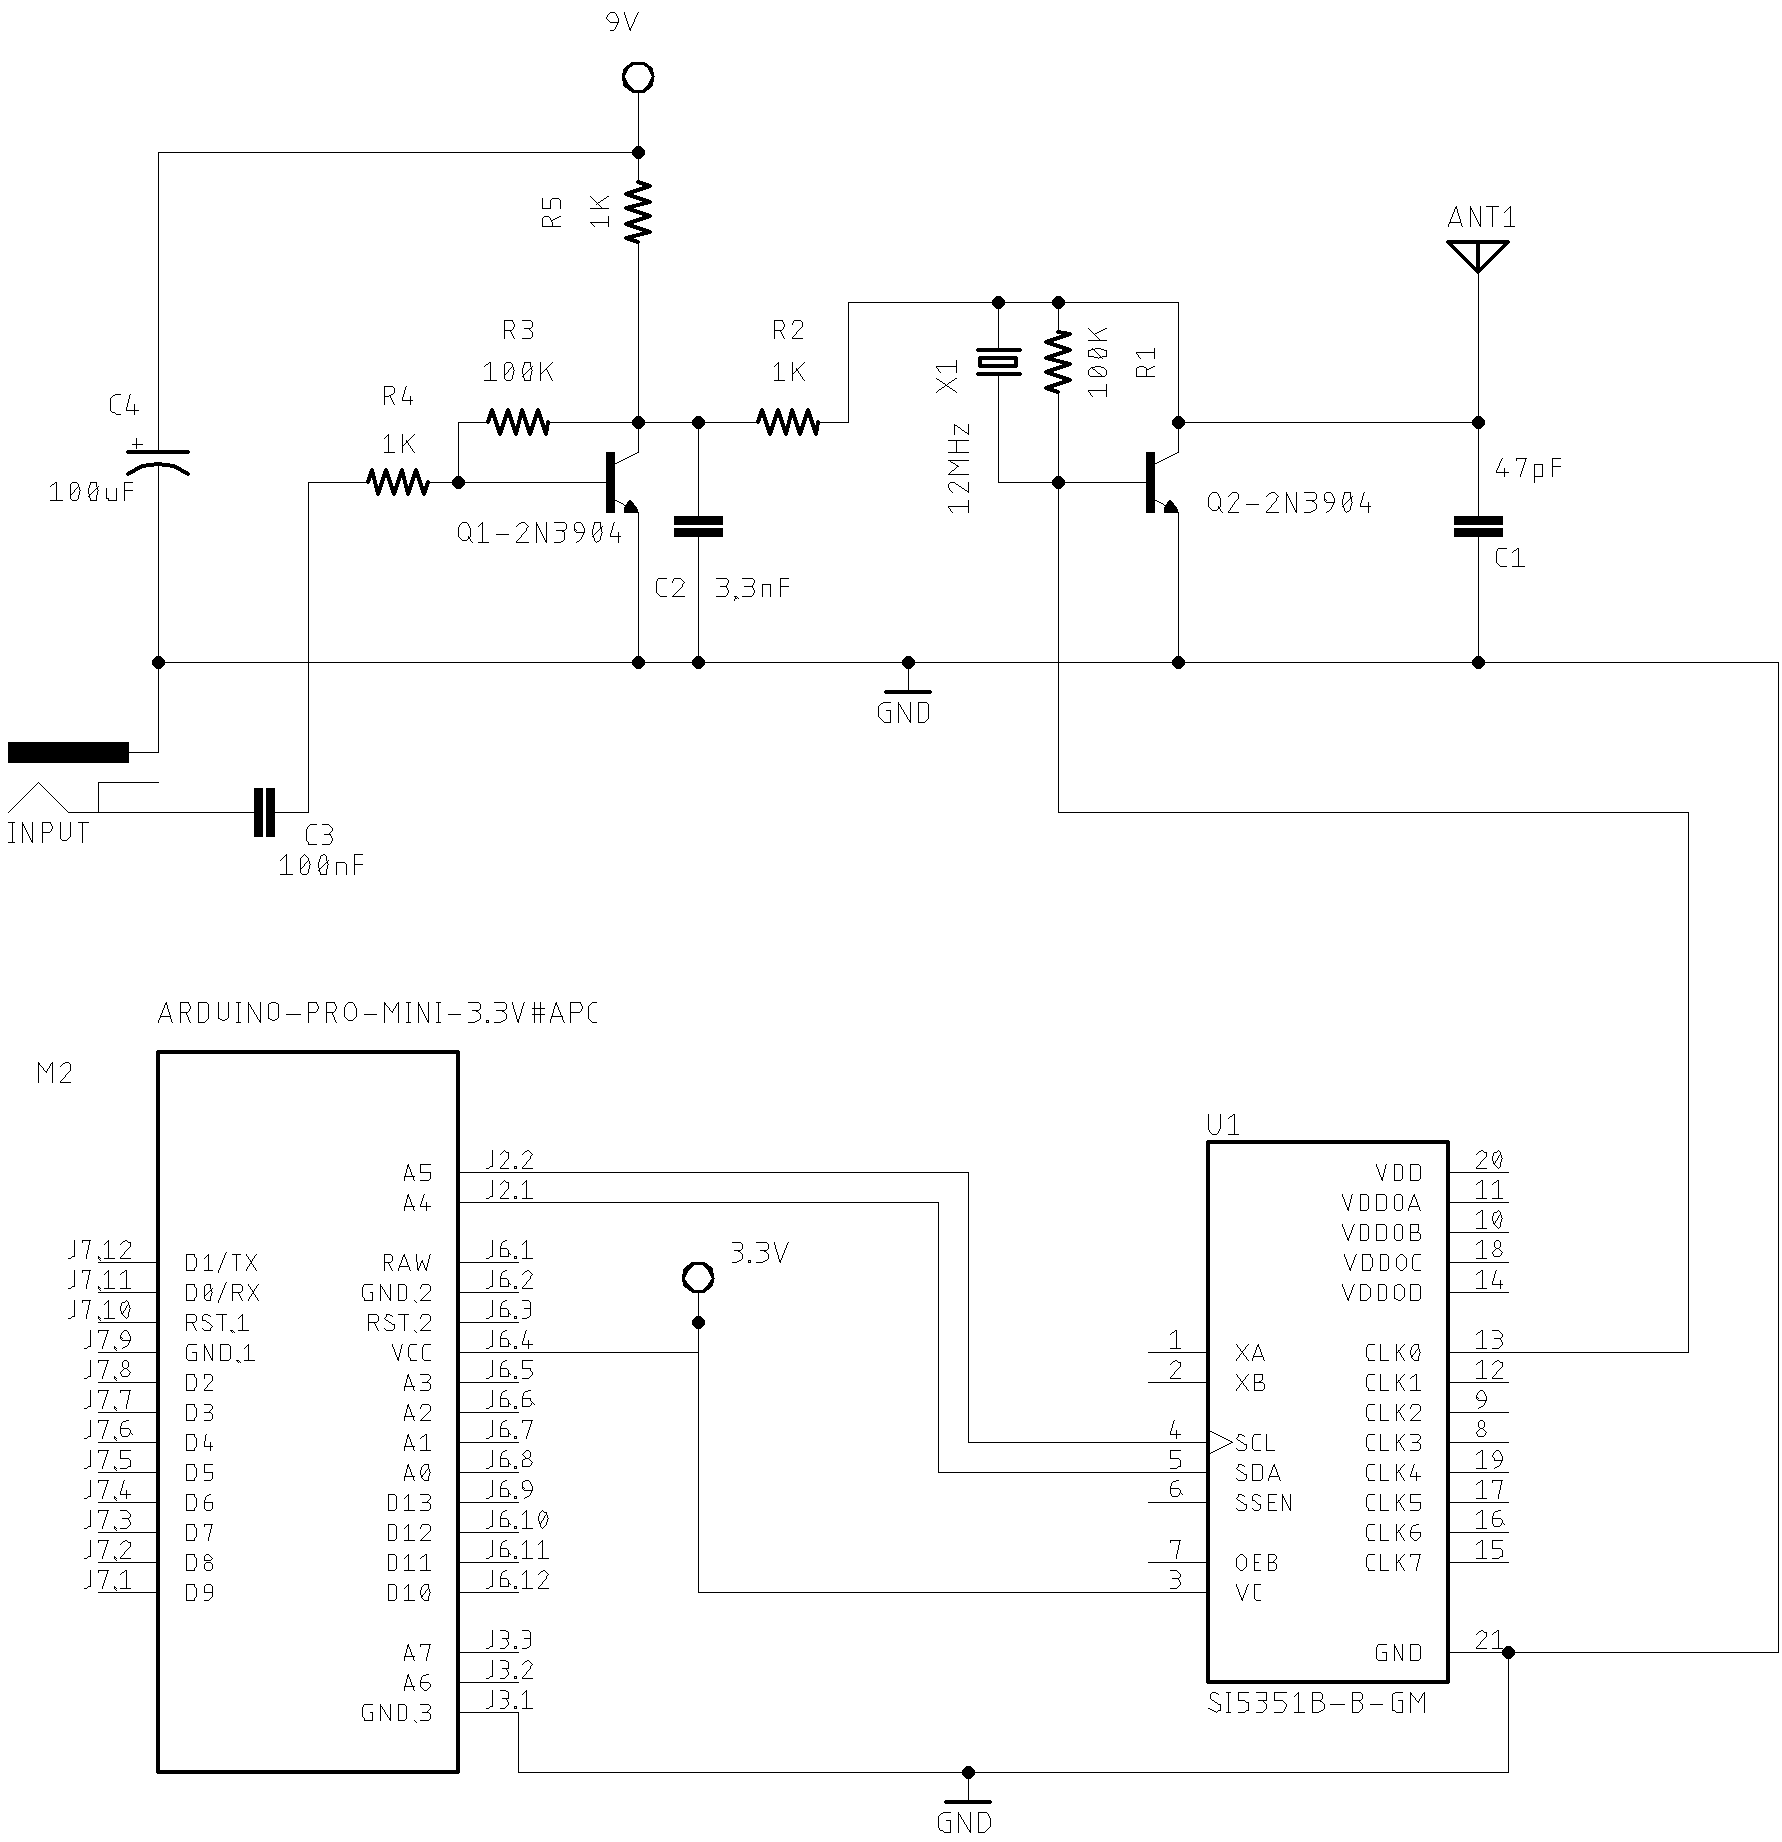 9V
R5
1K
ANT1
R3
100K
R2
1K
R4
1K
C4
+
100uF
X1
12MHz
100K
R1
47pF
Q1-2N3904
Q2-2N3904
C1
C2
3,3nF
GND
INPUT
C3
100nF
ARDUINO-PRO-MINI-3.3V#APC
M2
A5 J2.2
A4 J2.1
J7.12 D1/TX
RAW J6.1
J7.11 D0/RX
GND.2 J6.2
J7.10 RST.1
RST.2 J6.3
J7.9 GND.1
VCC J6.4
J7.8 D2
A3 J6.5
J7.7 D3
A2 J6.6
J7.6 D4
A1 J6.7
J7.5 D5
A0 J6.8
J7.4 D6
D13 J6.9
J7.3 D7
D12 J6.10
J7.2 D8
D11 J6.11
J7.1 D9
D10 J6.12
A7 J3.3
A6 J3.2
GND.3 J3.1
3.3V
U1
VDD 20
VDDOA 11
VDDOB 10
VDDOC 18
VDDOD 14
1 XA
CLK0 13
2 XB
CLK1 12
CLK2 9
4 SCL
CLK3 8
5 SDA
CLK4 19
6 SSEN
CLK5 17
CLK6 16
7 OEB
CLK7 15
3 VC
GND 21
SI5351B-B-GM
GND